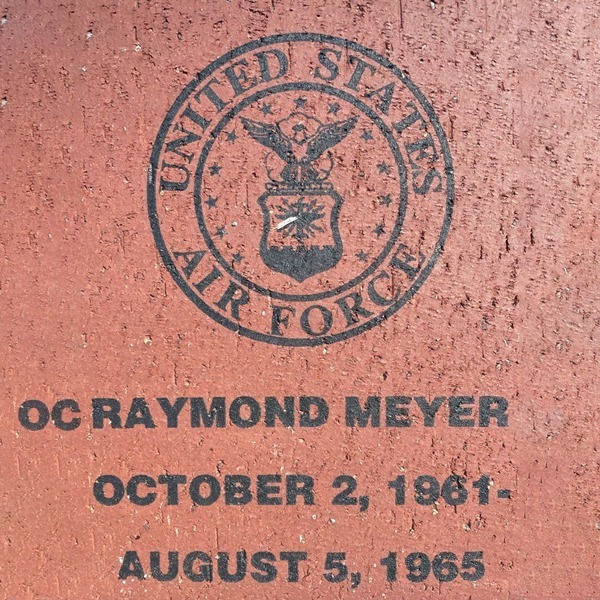 UNITED STATES
AIR FORCE
OC RAYMOND MEYER
OCTOBER 2, 1961-
AUGUST 5, 1965